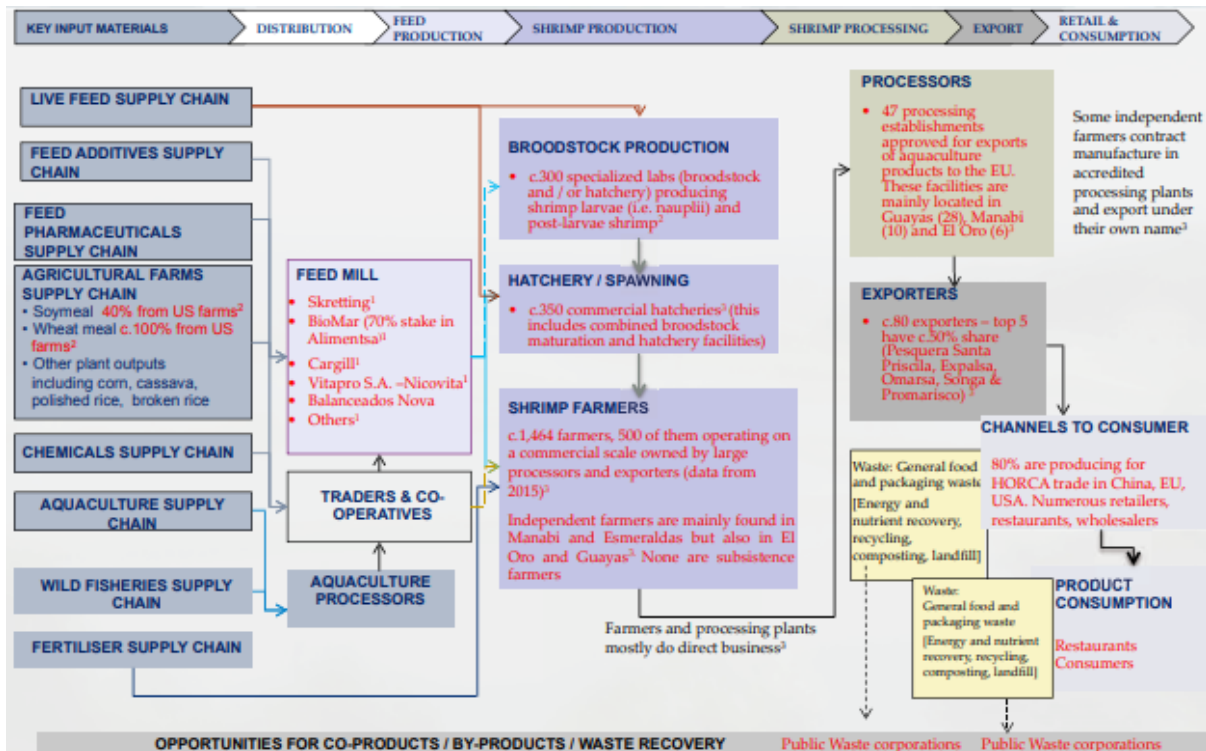 KEY INPUT MATERIALS
DISTRIBUTION
FEED
PRODUCTION
SHRIMP PRODUCTION
SHRIMP PROCESSING
EXPORT
RETAIL &
CONSUMPTION
LIVE FEED SUPPLY CHAIN
FEED ADDITIVES SUPPLY
CHAIN
FEED
PHARMACEUTICALS
SUPPLY CHAIN
AGRICULTURAL FARMS
SUPPLY CHAIN
• Soymeal 40% from US farms²
• Wheat meal c.100% from US
farms²
• Other plant outputs
including corn, cassava,
polished rice, broken rice
CHEMICALS SUPPLY CHAIN
AQUACULTURE SUPPLY
CHAIN
WILD FISHERIES SUPPLY
CHAIN
FERTILISER SUPPLY CHAIN
FEED MILL
• Skretting¹
• BioMar (70% stake in
Alimentsa)¹
• Cargill¹
• Vitapro S.A. –Nicovita¹
• Balanceados Nova
• Others¹
TRADERS & CO-
OPERATIVES
AQUACULTURE
PROCESSORS
BROODSTOCK PRODUCTION
• c.300 specialized labs (broodstock
and / or hatchery) producing
shrimp larvae (i.e. nauplii) and
post-larvae shrimp²
HATCHERY / SPAWNING
• c.350 commercial hatcheries³ (this
includes combined broodstock
maturation and hatchery facilities)
SHRIMP FARMERS
c.1,464 farmers, 500 of them operating on
a commercial scale owned by large
processors and exporters (data from
2015)³
Independent farmers are mainly found in
Manabi and Esmeraldas but also in El
Oro and Guayas³. None are subsistence
farmers
Farmers and processing plants
mostly do direct business³
PROCESSORS
• 47 processing
establishments
approved for exports
of aquaculture
products to the EU.
These facilities are
mainly located in
Guayas (28), Manabi
(10) and El Oro (6)³
Some independent
farmers contract
manufacture in
accredited
processing plants
and export under
their own name³
EXPORTERS
• c.80 exporters – top 5
have c.50% share
(Pesquera Santa
Priscila, Expalsa,
Omarsa, Songa &
Promarisco)
CHANNELS TO CONSUMER
80% are producing for
HORCA trade in China, EU,
USA. Numerous retailers,
restaurants, wholesalers
Waste: General food
and packaging waste
[Energy and
nutrient recovery,
recycling,
composting, landfill]
Waste:
General food and
packaging waste
[Energy and nutrient
recovery, recycling,
composting, landfill]
PRODUCT
CONSUMPTION
Restaurants
Consumers
OPPORTUNITIES FOR CO-PRODUCTS / BY-PRODUCTS / WASTE RECOVERY
Public Waste corporations
Public Waste corporations